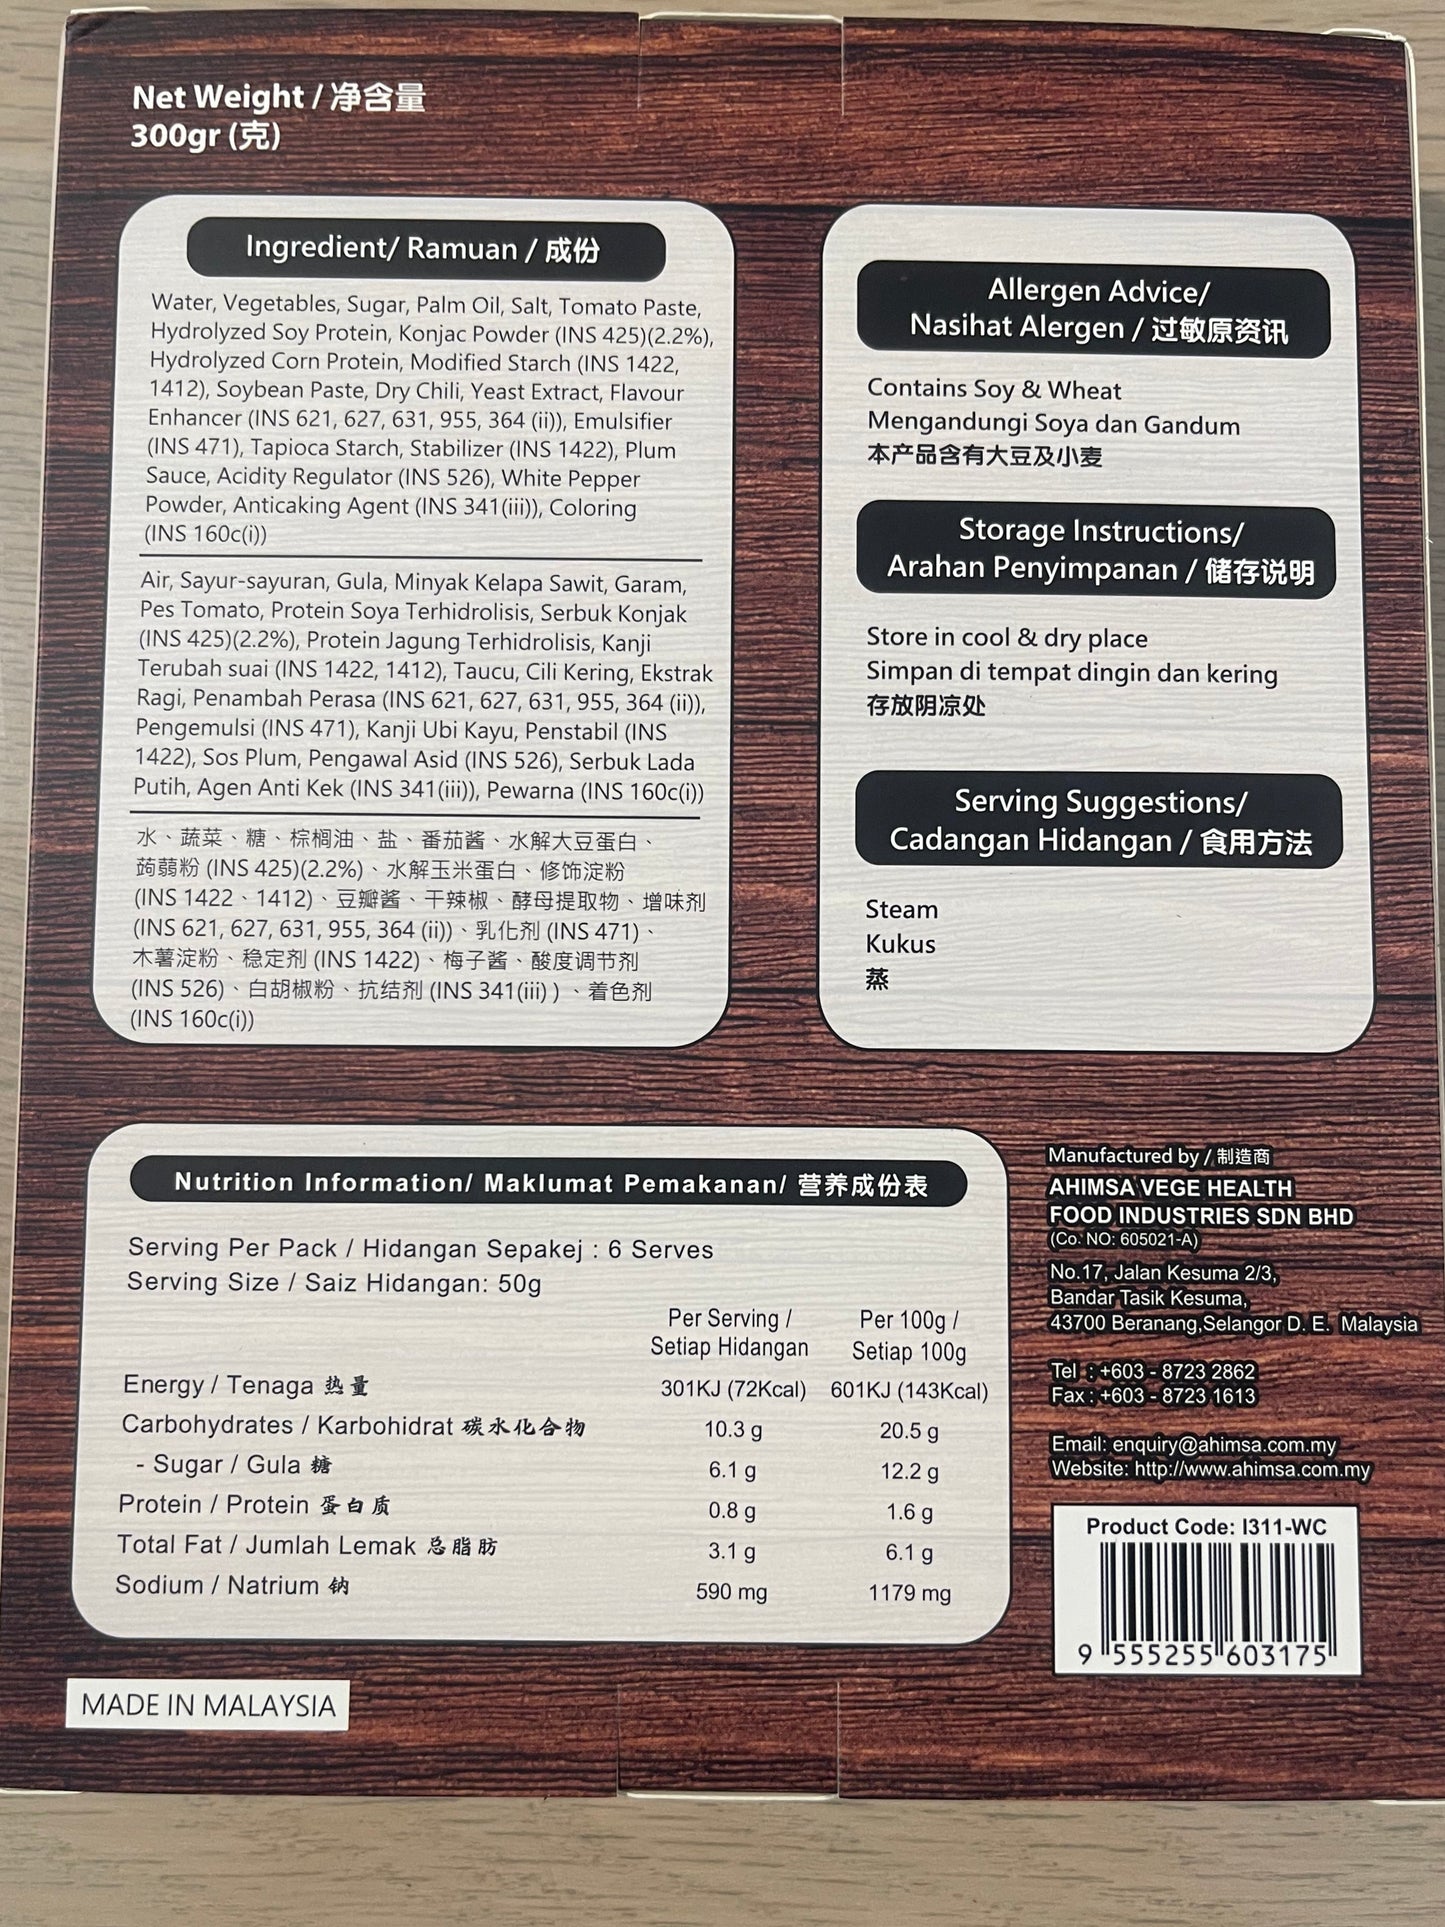 Net Weight / 净含量
300gr (克)
Ingredient/ Ramuan / 成份
Water, Vegetables, Sugar, Palm Oil, Salt, Tomato Paste,
Hydrolyzed Soy Protein, Konjac Powder (INS 425)(2.2%),
Hydrolyzed Corn Protein, Modified Starch (INS 1422,
1412), Soybean Paste, Dry Chili, Yeast Extract, Flavour
Enhancer (INS 621, 627, 631, 955, 364 (ii)), Emulsifier
(INS 471), Tapioca Starch, Stabilizer (INS 1422), Plum
Sauce, Acidity Regulator (INS 526), White Pepper
Powder, Anticaking Agent (INS 341(iii)), Coloring
(INS 160c(i))
Air, Sayur-sayuran, Gula, Minyak Kelapa Sawit, Garam,
Pes Tomato, Protein Soya Terhidrolisis, Serbuk Konjak
(INS 425)(2.2%), Protein Jagung Terhidrolisis, Kanji
Terubah suai (INS 1422, 1412), Taucu, Cili Kering, Ekstrak
Ragi, Penambah Perasa (INS 621, 627, 631, 955, 364 (ii)),
Pengemulsi (INS 471), Kanji Ubi Kayu, Penstabil (INS
1422), Sos Plum, Pengawal Asid (INS 526), Serbuk Lada
Putih, Agen Anti Kek (INS 341(iii)), Pewarna (INS 160c(i))
水、蔬菜、糖、棕榈油、盐、番茄酱、水解大豆蛋白、
蒟蒻粉 (INS 425)(2.2%)、水解玉米蛋白、修饰淀粉
(INS 1422、1412)、豆瓣酱、干辣椒、酵母提取物、增味剂
(INS 621, 627, 631, 955, 364 (ii))、乳化剂 (INS 471)、
木薯淀粉、稳定剂 (INS 1422)、梅子酱、酸度调节剂
(INS 526)、白胡椒粉、抗结剂 (INS 341(iii) ) 、着色剂
(INS 160c(i))
Allergen Advice/
Nasihat Alergen / 过敏原资讯
Contains Soy & Wheat
Mengandungi Soya dan Gandum
本产品含有大豆及小麦
Storage Instructions/
Arahan Penyimpanan / 储存说明
Store in cool & dry place
Simpan di tempat dingin dan kering
存放阴凉处
Serving Suggestions/
Cadangan Hidangan / 食用方法
Steam
Kukus
蒸
Nutrition Information/ Maklumat Pemakanan/ 营养成份表
Serving Per Pack / Hidangan Sepakej : 6 Serves
Serving Size / Saiz Hidangan: 50g
Per Serving / Per 100g /
Setiap Hidangan Setiap 100g
Energy / Tenaga 热量 301KJ (72Kcal) 601KJ (143Kcal)
Carbohydrates / Karbohidrat 碳水化合物 10.3 g 20.5 g
- Sugar / Gula 糖 6.1 g 12.2 g
Protein / Protein 蛋白质 0.8 g 1.6 g
Total Fat / Jumlah Lemak 总脂肪 3.1 g 6.1 g
Sodium / Natrium 钠 590 mg 1179 mg
Manufactured by / 制造商
AHIMSA VEGE HEALTH
FOOD INDUSTRIES SDN BHD
(Co. NO: 605021-A)
No.17, Jalan Kesuma 2/3,
Bandar Tasik Kesuma,
43700 Beranang,Selangor D. E. Malaysia
Tel : +603 - 8723 2862
Fax : +603 - 8723 1613
Email: enquiry@ahimsa.com.my
Website: http://www.ahimsa.com.my
Product Code: I311-WC
9 555255 603175
MADE IN MALAYSIA